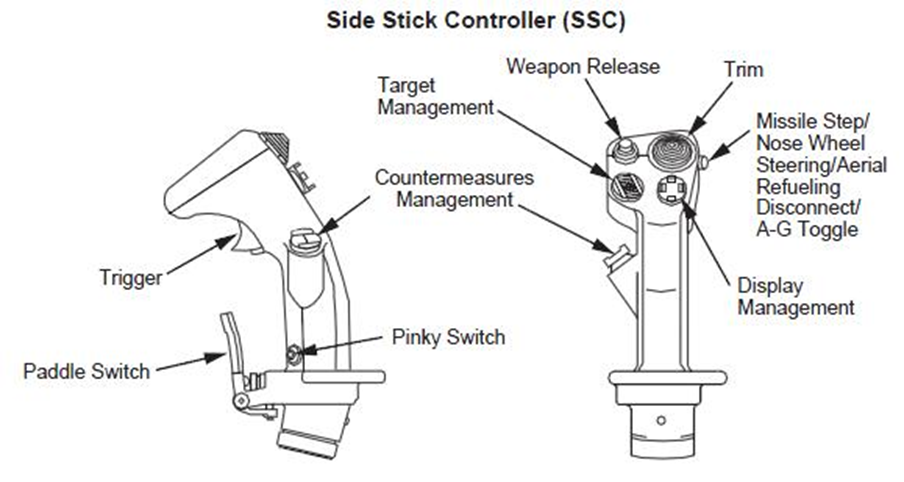 Side Stick Controller (SSC)
Weapon Release
Trim
Target
Management
Missile Step/
Nose Wheel
Steering/Aerial
Refueling
Disconnect/
A-G Toggle
Countermeasures
Management
Trigger
Display
Management
Pinky Switch
Paddle Switch